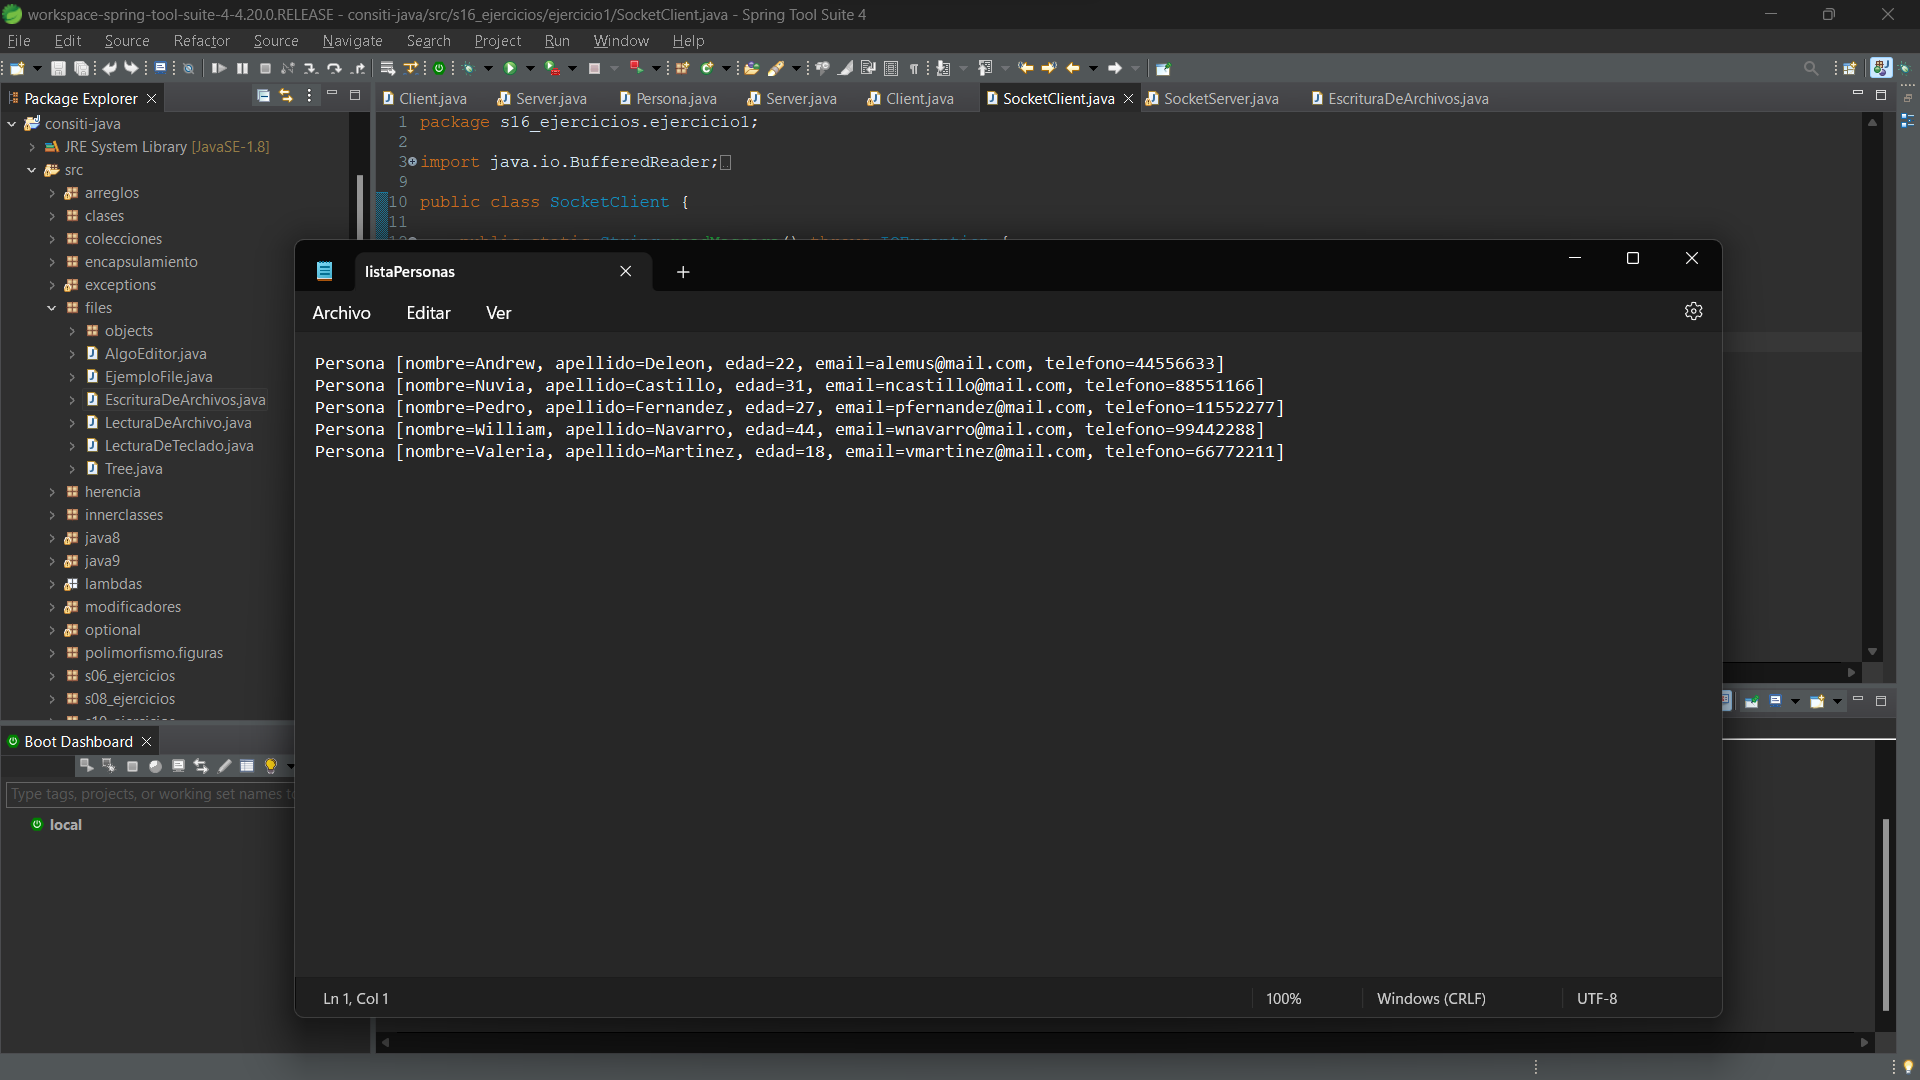 workspace-spring-tool-suite-4-4.20.0.RELEASE - consiti-java/src/s16_ejercicios/ejercicio1/SocketClient.java - Spring Tool Suite 4
File Edit Source Refactor Source Navigate Search Project Run Window Help
Package Explorer
Client.java Server.java Persona.java Server.java Client.java SocketClient.java SocketServer.java EscrituraDeArchivos.java
consiti-java
JRE System Library [JavaSE-1.8]
src
arreglos
clases
colecciones
encapsulamiento
exceptions
files
objects
AlgoEditor.java
EjemploFile.java
EscrituraDeArchivos.java
LecturaDeArchivo.java
LecturaDeTeclado.java
Tree.java
herencia
innerclasses
java8
java9
lambdas
modificadores
optional
polimorfismo.figuras
s06_ejercicios
s08_ejercicios
1 package s16_ejercicios.ejercicio1;
2
3 import java.io.BufferedReader;
9
10 public class SocketClient {
11
listaPersonas
Archivo Editar Ver
Persona [nombre=Andrew, apellido=Deleon, edad=22, email=alemus@mail.com, telefono=44556633]
Persona [nombre=Nuvia, apellido=Castillo, edad=31, email=ncastillo@mail.com, telefono=88551166]
Persona [nombre=Pedro, apellido=Fernandez, edad=27, email=pfernandez@mail.com, telefono=11552277]
Persona [nombre=William, apellido=Navarro, edad=44, email=wnavarro@mail.com, telefono=99442288]
Persona [nombre=Valeria, apellido=Martinez, edad=18, email=vmartinez@mail.com, telefono=66772211]
Ln 1, Col 1 100% Windows (CRLF) UTF-8
Boot Dashboard
Type tags, projects, or working set names
local